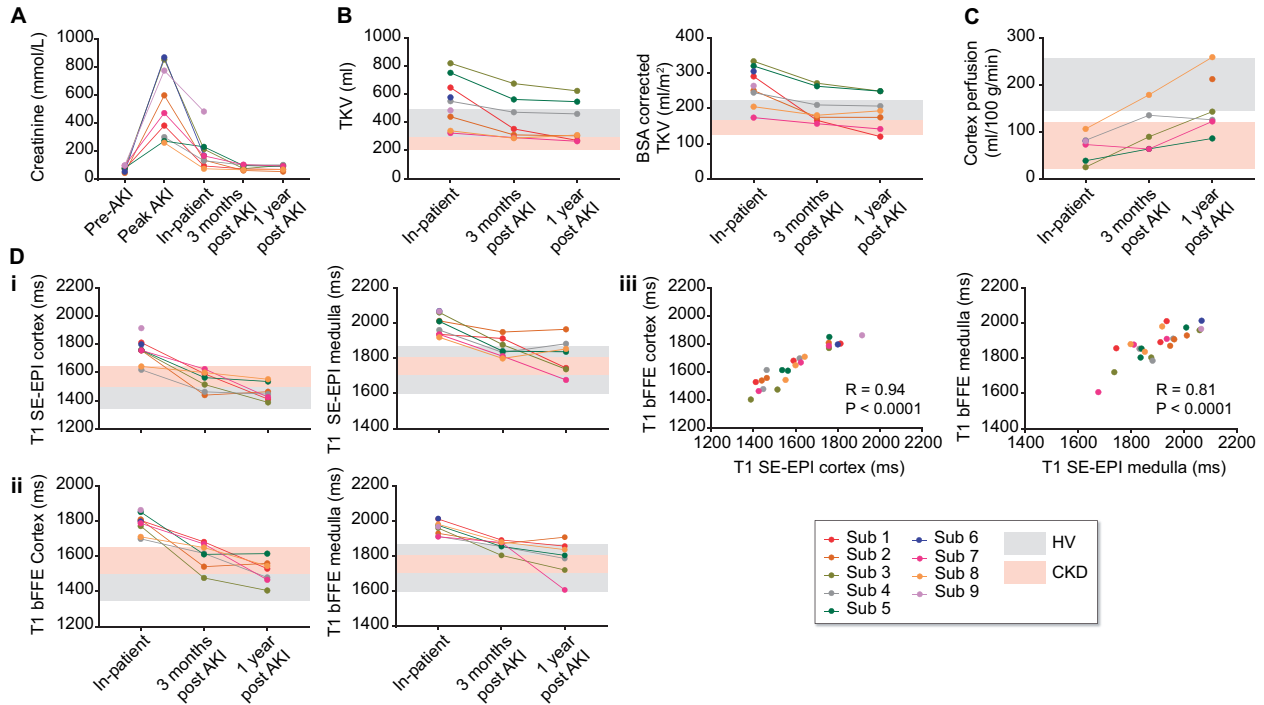 A
Creatinine (mmol/L)
1000
800
600
400
200
0
Pre-AKI
Peak AKI
In-patient
3 months
post AKI
1 year
post AKI
B
TKV (ml)
1000
800
600
400
200
0
In-patient
3 months
post AKI
1 year
post AKI
BSA corrected
TKV (ml/m²)
400
300
200
100
0
In-patient
3 months
post AKI
1 year
post AKI
C
Cortex perfusion
(ml/100 g/min)
300
200
100
0
In-patient
3 months
post AKI
1 year
post AKI
D
i
T1 SE-EPI cortex (ms)
2200
2000
1800
1600
1400
1200
T1 SE-EPI medulla (ms)
2200
2000
1800
1600
1400
ii
T1 bFFE Cortex (ms)
2000
1800
1600
1400
1200
In-patient
3 months
post AKI
1 year
post AKI
T1 bFFE medulla (ms)
2200
2000
1800
1600
1400
In-patient
3 months
post AKI
1 year
post AKI
iii
T1 bFFE cortex (ms)
2200
2000
1800
1600
1400
1200
R = 0.94
P < 0.0001
1200 1400 1600 1800 2000 2200
T1 SE-EPI cortex (ms)
T1 bFFE medulla (ms)
2200
2000
1800
1600
1400
R = 0.81
P < 0.0001
1400 1600 1800 2000 2200
T1 SE-EPI medulla (ms)
Sub 1
Sub 2
Sub 3
Sub 4
Sub 5
Sub 6
Sub 7
Sub 8
Sub 9
HV
CKD